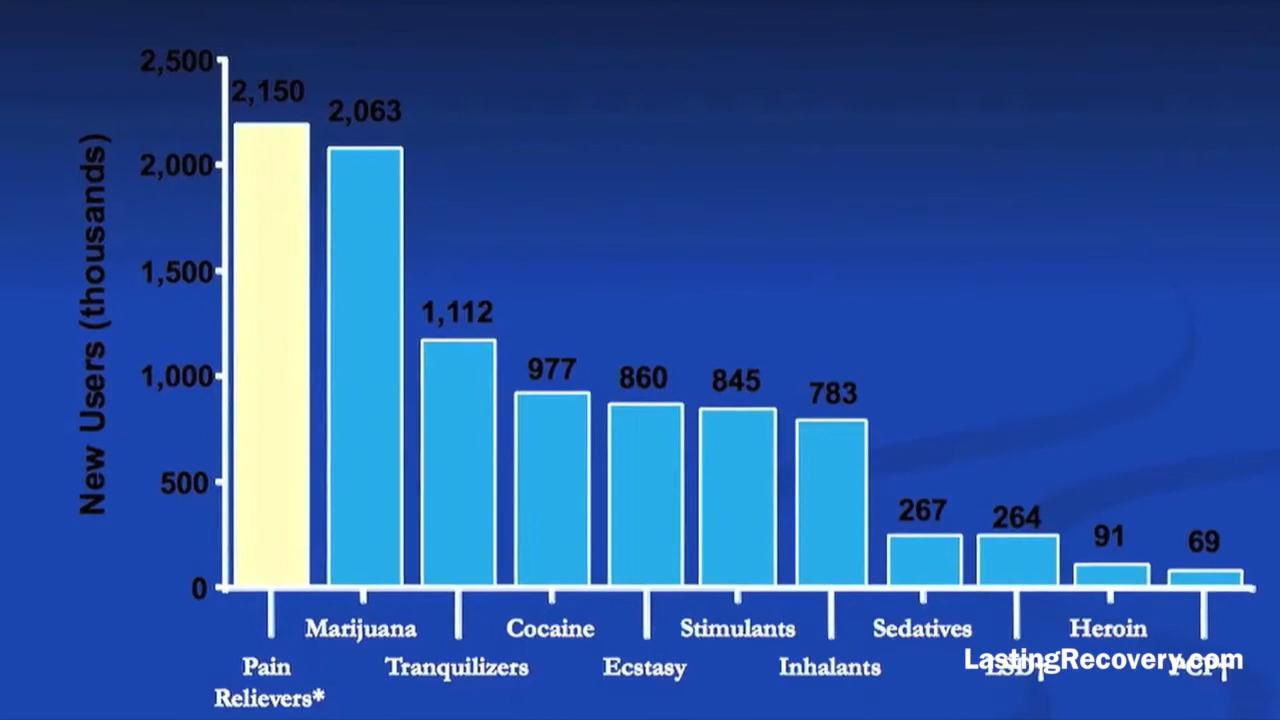 2,500
2,150
2,063
2,000
1,500
1,112
1,000
977
860
845
783
500
267
264
91
69
0
New Users (thousands)
Marijuana
Cocaine
Stimulants
Sedatives
Heroin
Pain
Relievers*
Tranquilizers
Ecstasy
Inhalants
LastingRecovery.com